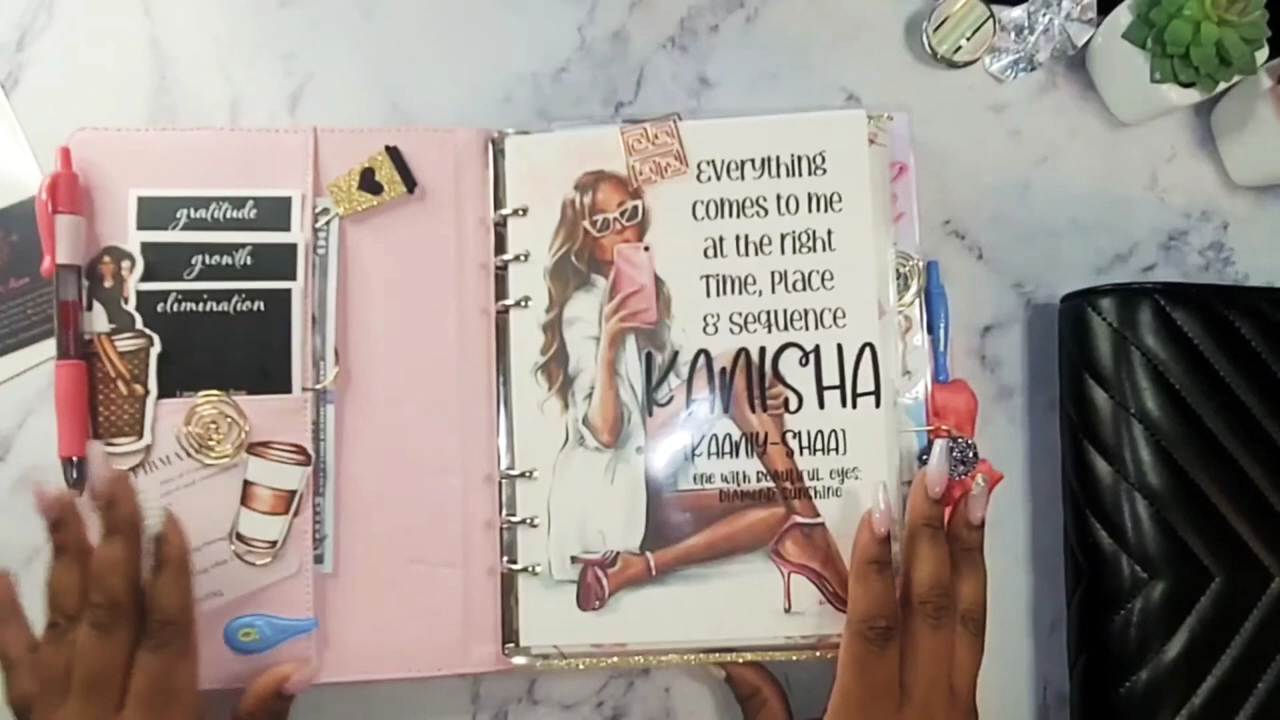 gratitude
growth
elimination
Everything
comes to me
at the right
Time, Place
& sequence
KANISHA
[KAANIY-SHAA]
one with beautiful eyes;
Diamond Sunshine